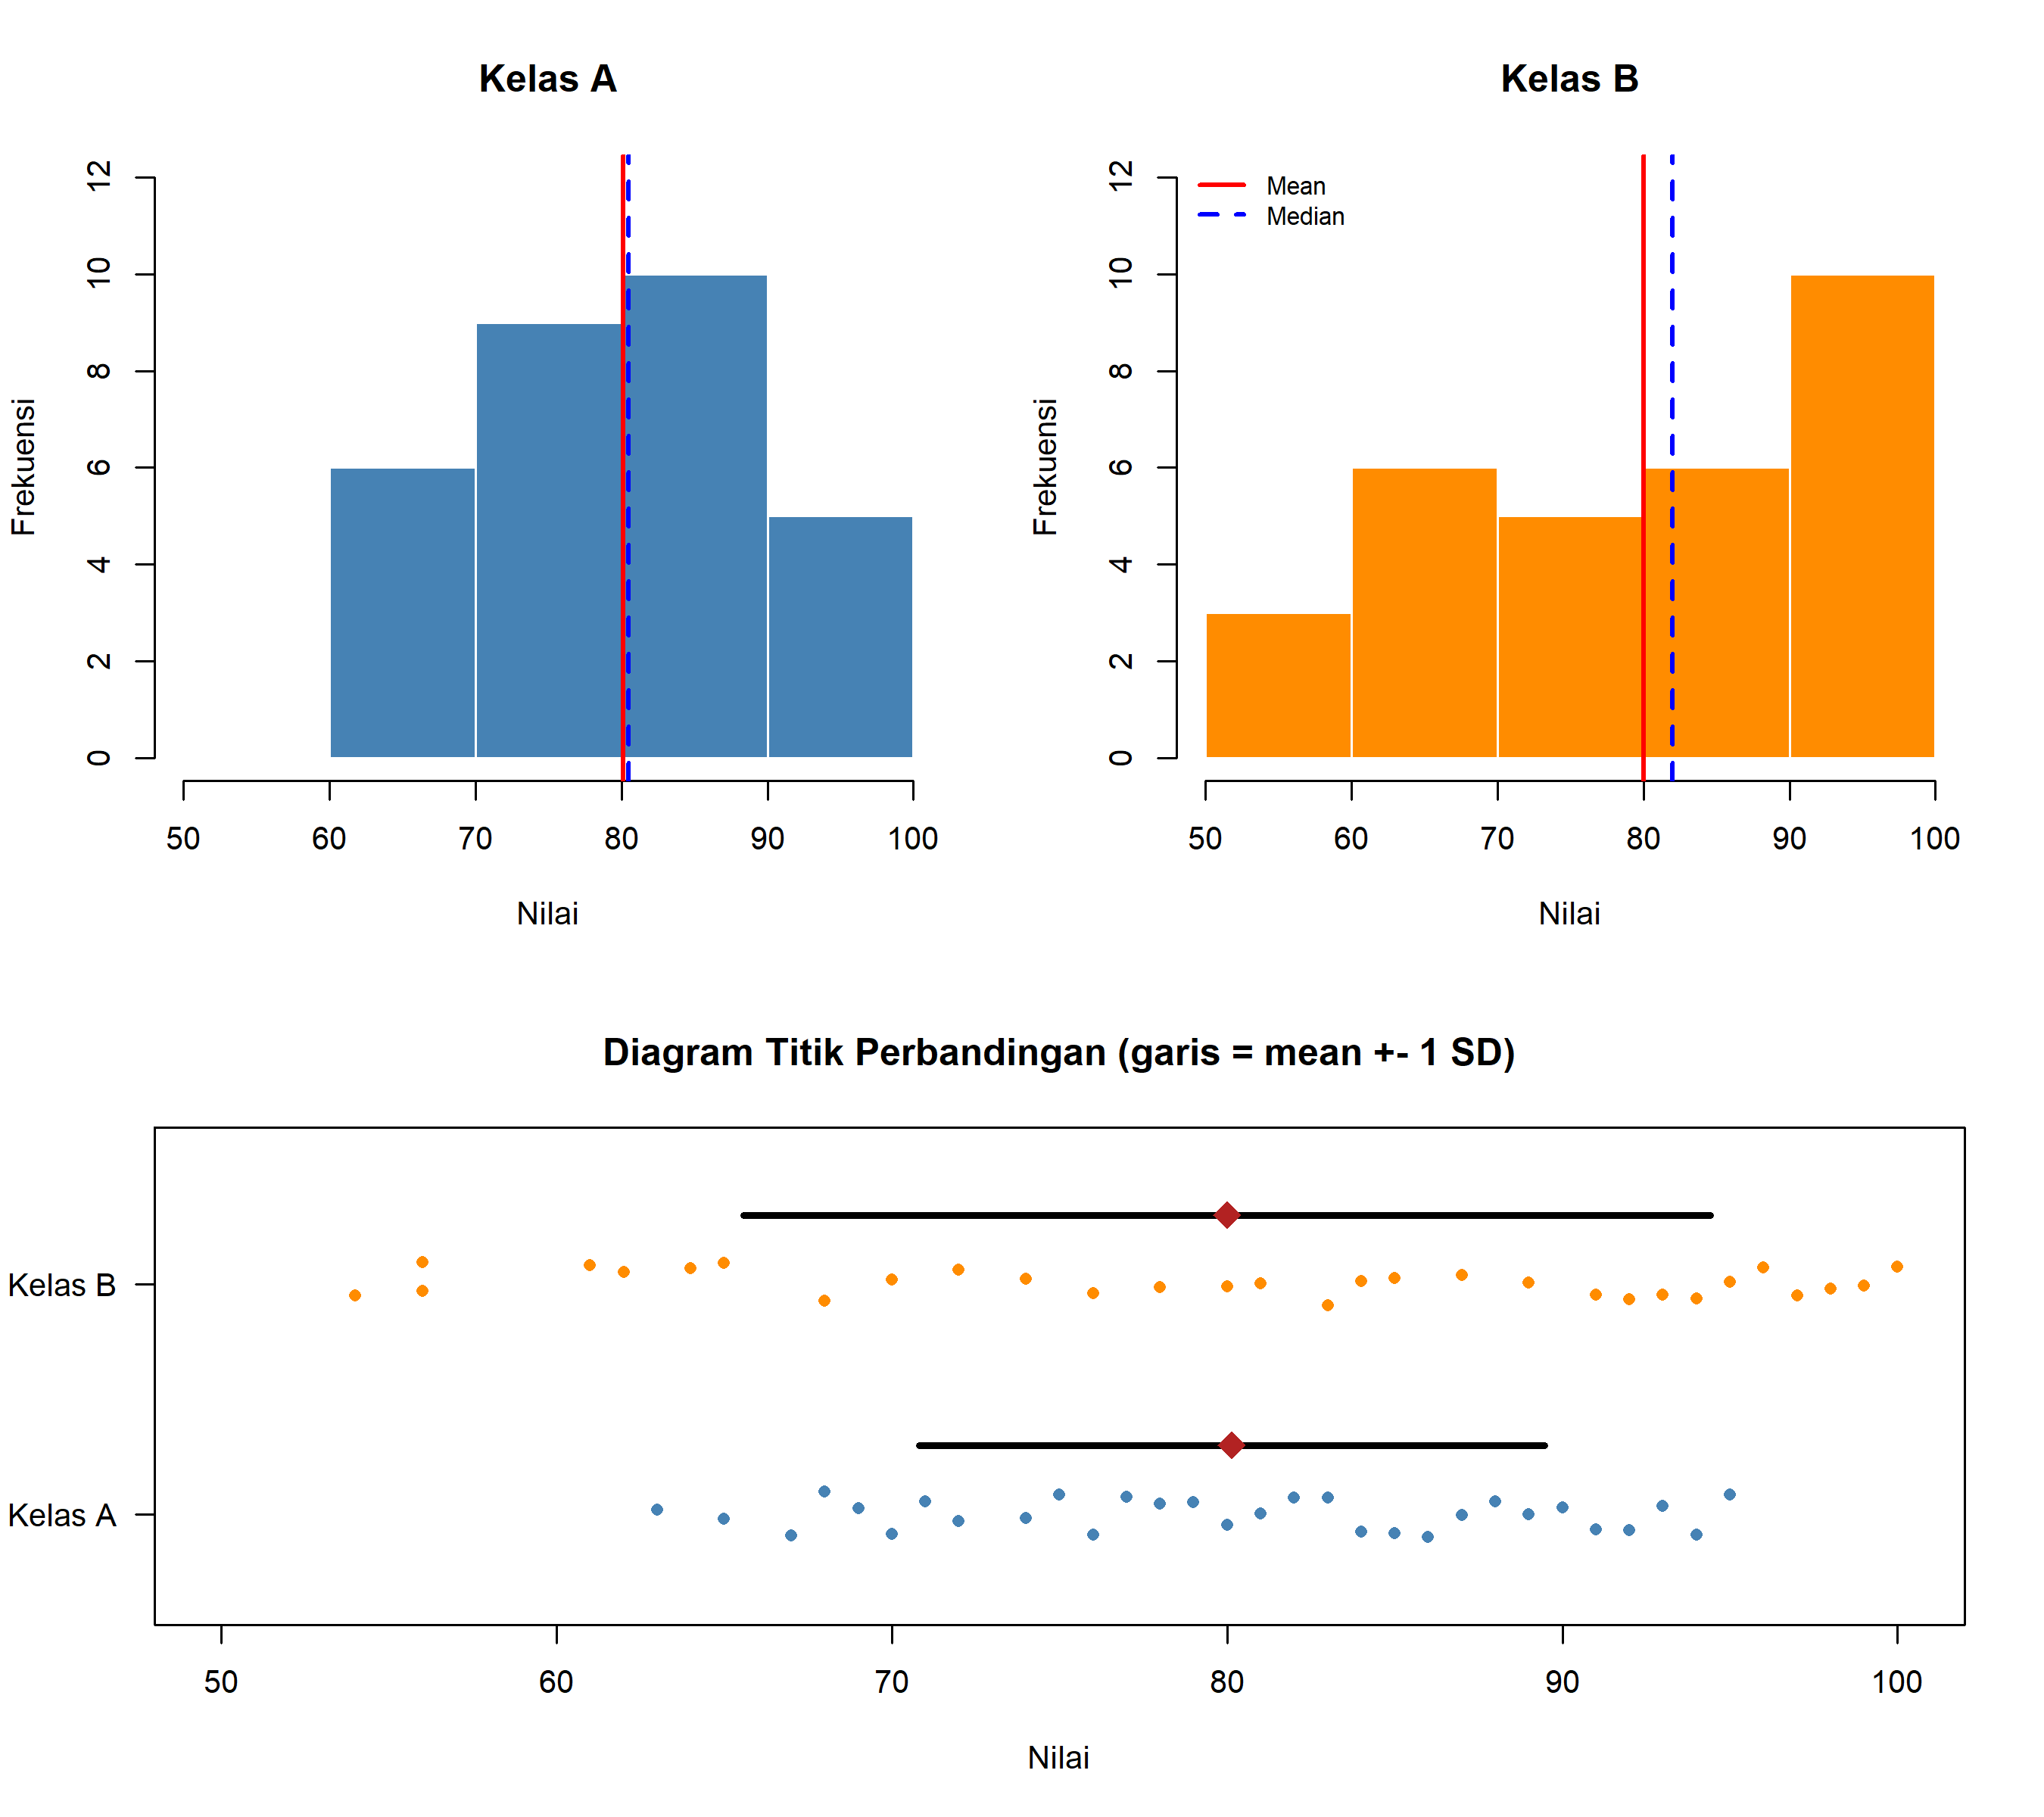 Kelas A
12
10
8
6
4
2
0
Frekuensi
50 60 70 80 90 100
Nilai
Kelas B
Mean
Median
12
10
8
6
4
2
0
Frekuensi
50 60 70 80 90 100
Nilai
Diagram Titik Perbandingan (garis = mean +- 1 SD)
Kelas B
Kelas A
50 60 70 80 90 100
Nilai